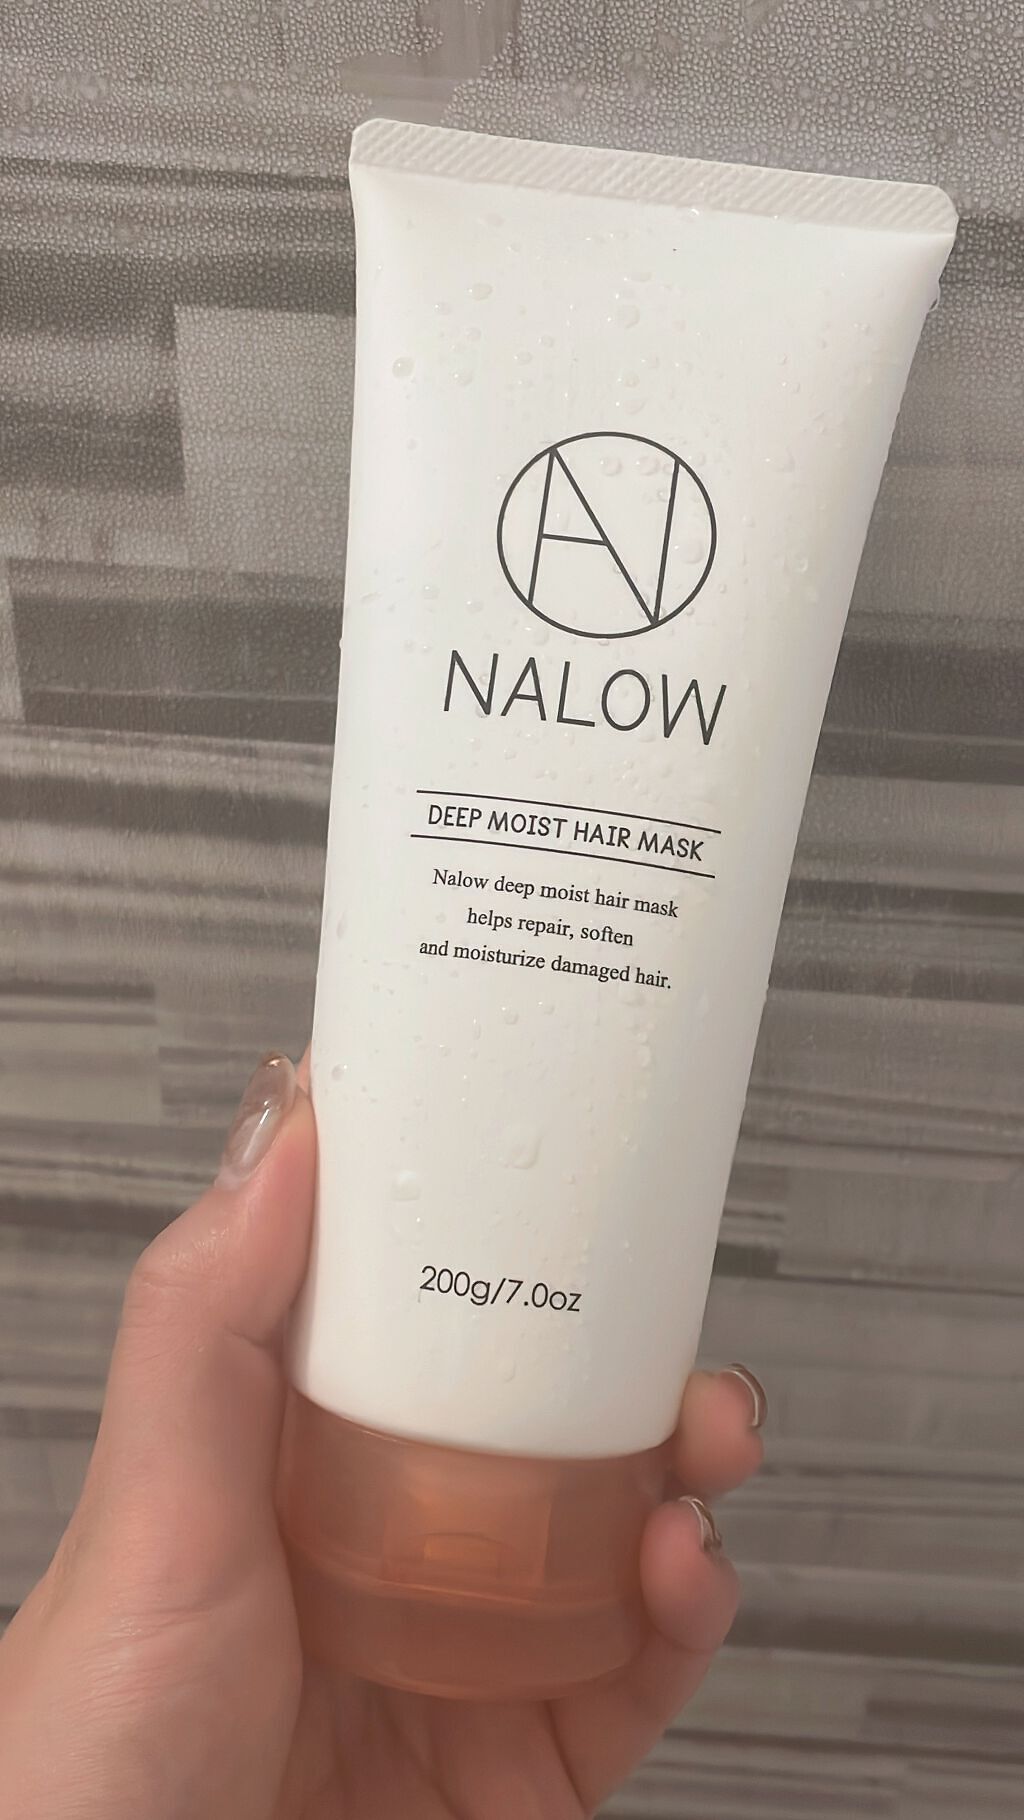 NALOW
DEEP MOIST HAIR MASK
Nalow deep moist hair mask
helps repair, soften
and moisturize damaged hair.
200g/7.0oz